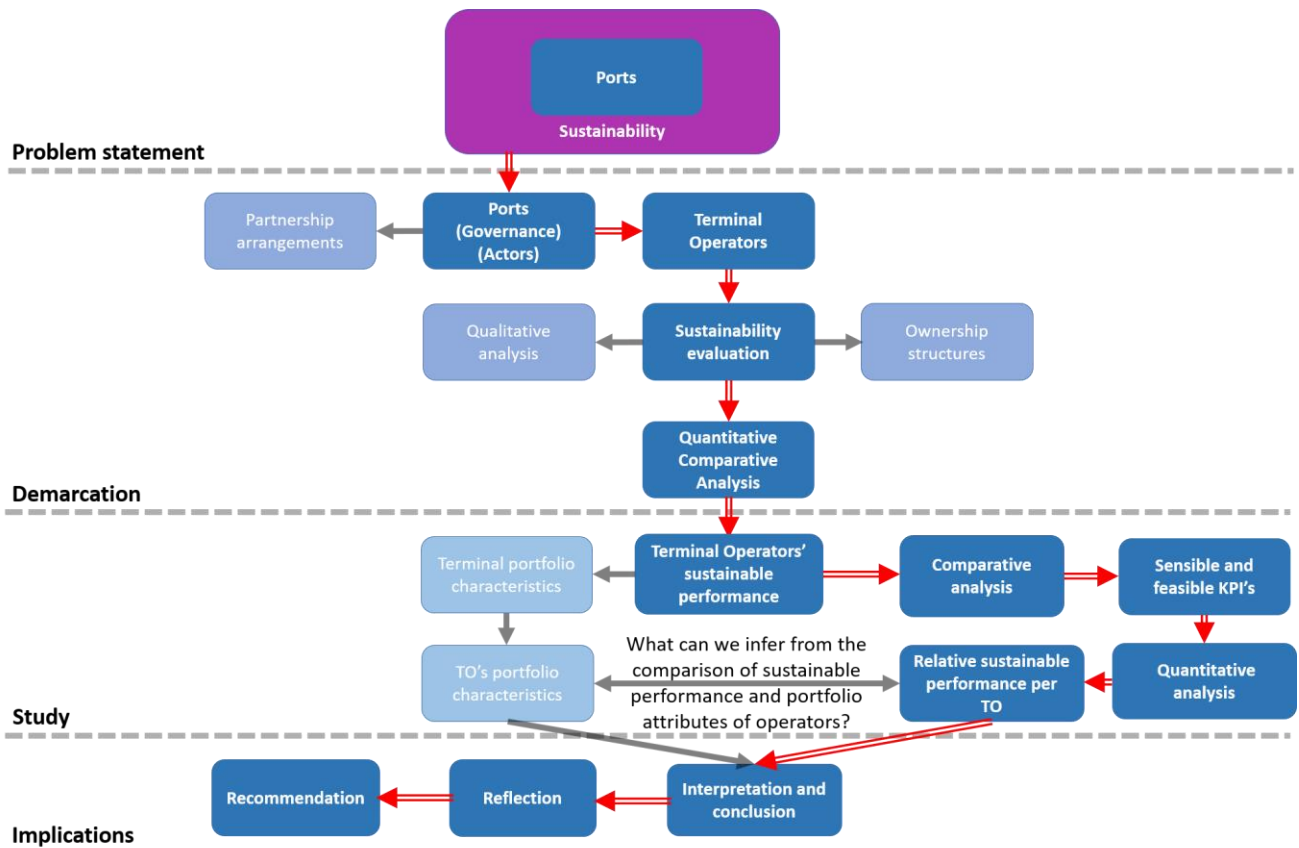 Ports
Sustainability
Problem statement
Partnership
arrangements
Ports
(Governance)
(Actors)
Terminal
Operators
Qualitative
analysis
Sustainability
evaluation
Ownership
structures
Quantitative
Comparative
Analysis
Demarcation
Terminal portfolio
characteristics
Terminal Operators’
sustainable
performance
Comparative
analysis
Sensible and
feasible KPI’s
TO’s portfolio
characteristics
What can we infer from the
comparison of sustainable
performance and portfolio
attributes of operators?
Relative sustainable
performance per
TO
Quantitative
analysis
Study
Recommendation
Reflection
Interpretation and
conclusion
Implications